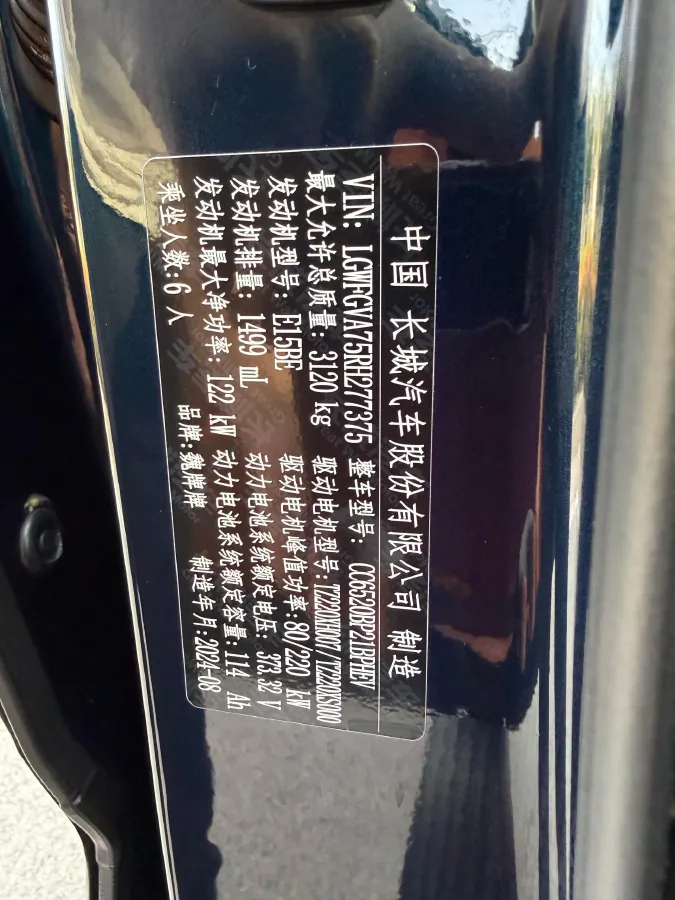 中国 长城汽车股份有限公司 制造
VIN: LGWFGVA75RH277375 整车型号: CC6520BP21BPHEV
最大允许总质量: 3120 kg 驱动电机型号:TZ220XH007/TZ220XS000
发动机型号: E15BE 驱动电机峰值功率:80/220 kW
发动机排量: 1499 mL 动力电池系统额定电压: 373.32 V
发动机最大净功率: 122 kW 动力电池系统额定容量:114 Ah
乘坐人数:6 人 品牌:魏牌牌 制造年月:2024-08